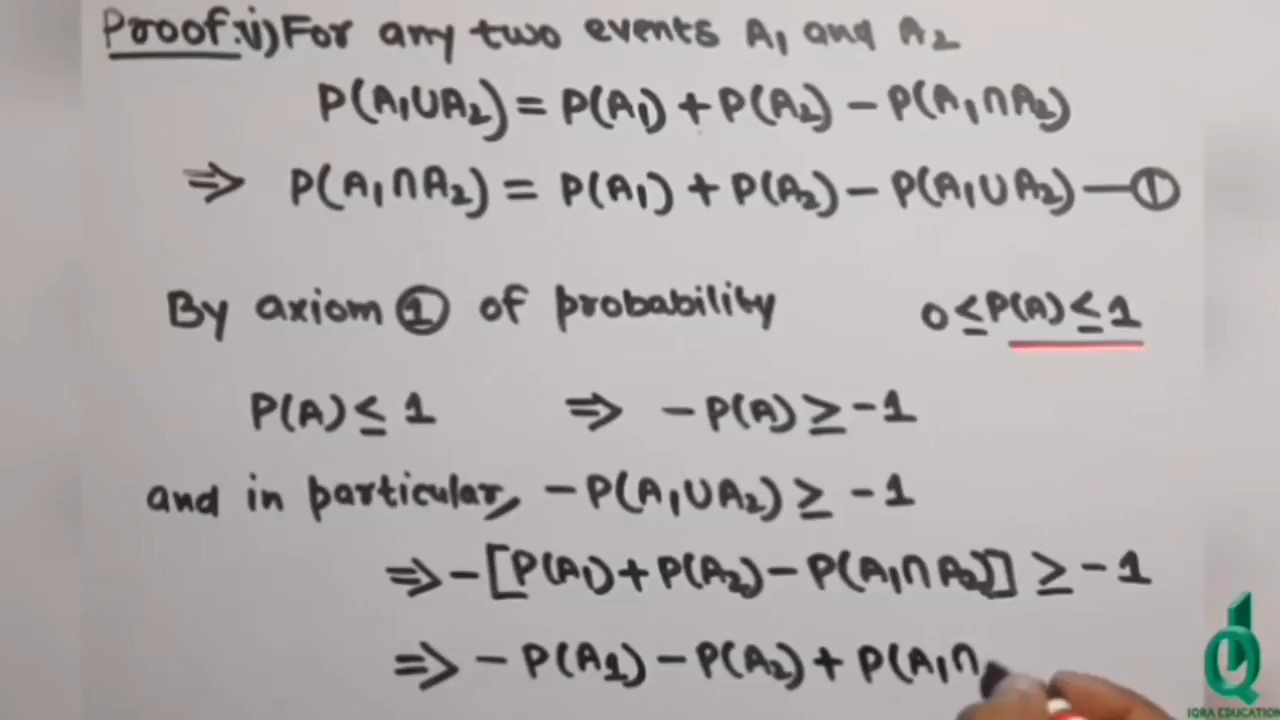 Proof:i) For any two events A₁ and A₂
P(A₁∪A₂) = P(A₁) + P(A₂) − P(A₁∩A₂)
⇒ P(A₁∩A₂) = P(A₁) + P(A₂) − P(A₁∪A₂) —①
By axiom ① of probability 0 ≤ P(A) ≤ 1
P(A) ≤ 1 ⇒ −P(A) ≥ −1
and in particular, −P(A₁∪A₂) ≥ −1
⇒ −[P(A₁) + P(A₂) − P(A₁∩A₂)] ≥ −1
⇒ − P(A₁) − P(A₂) + P(A₁∩
IQRA EDUCATION